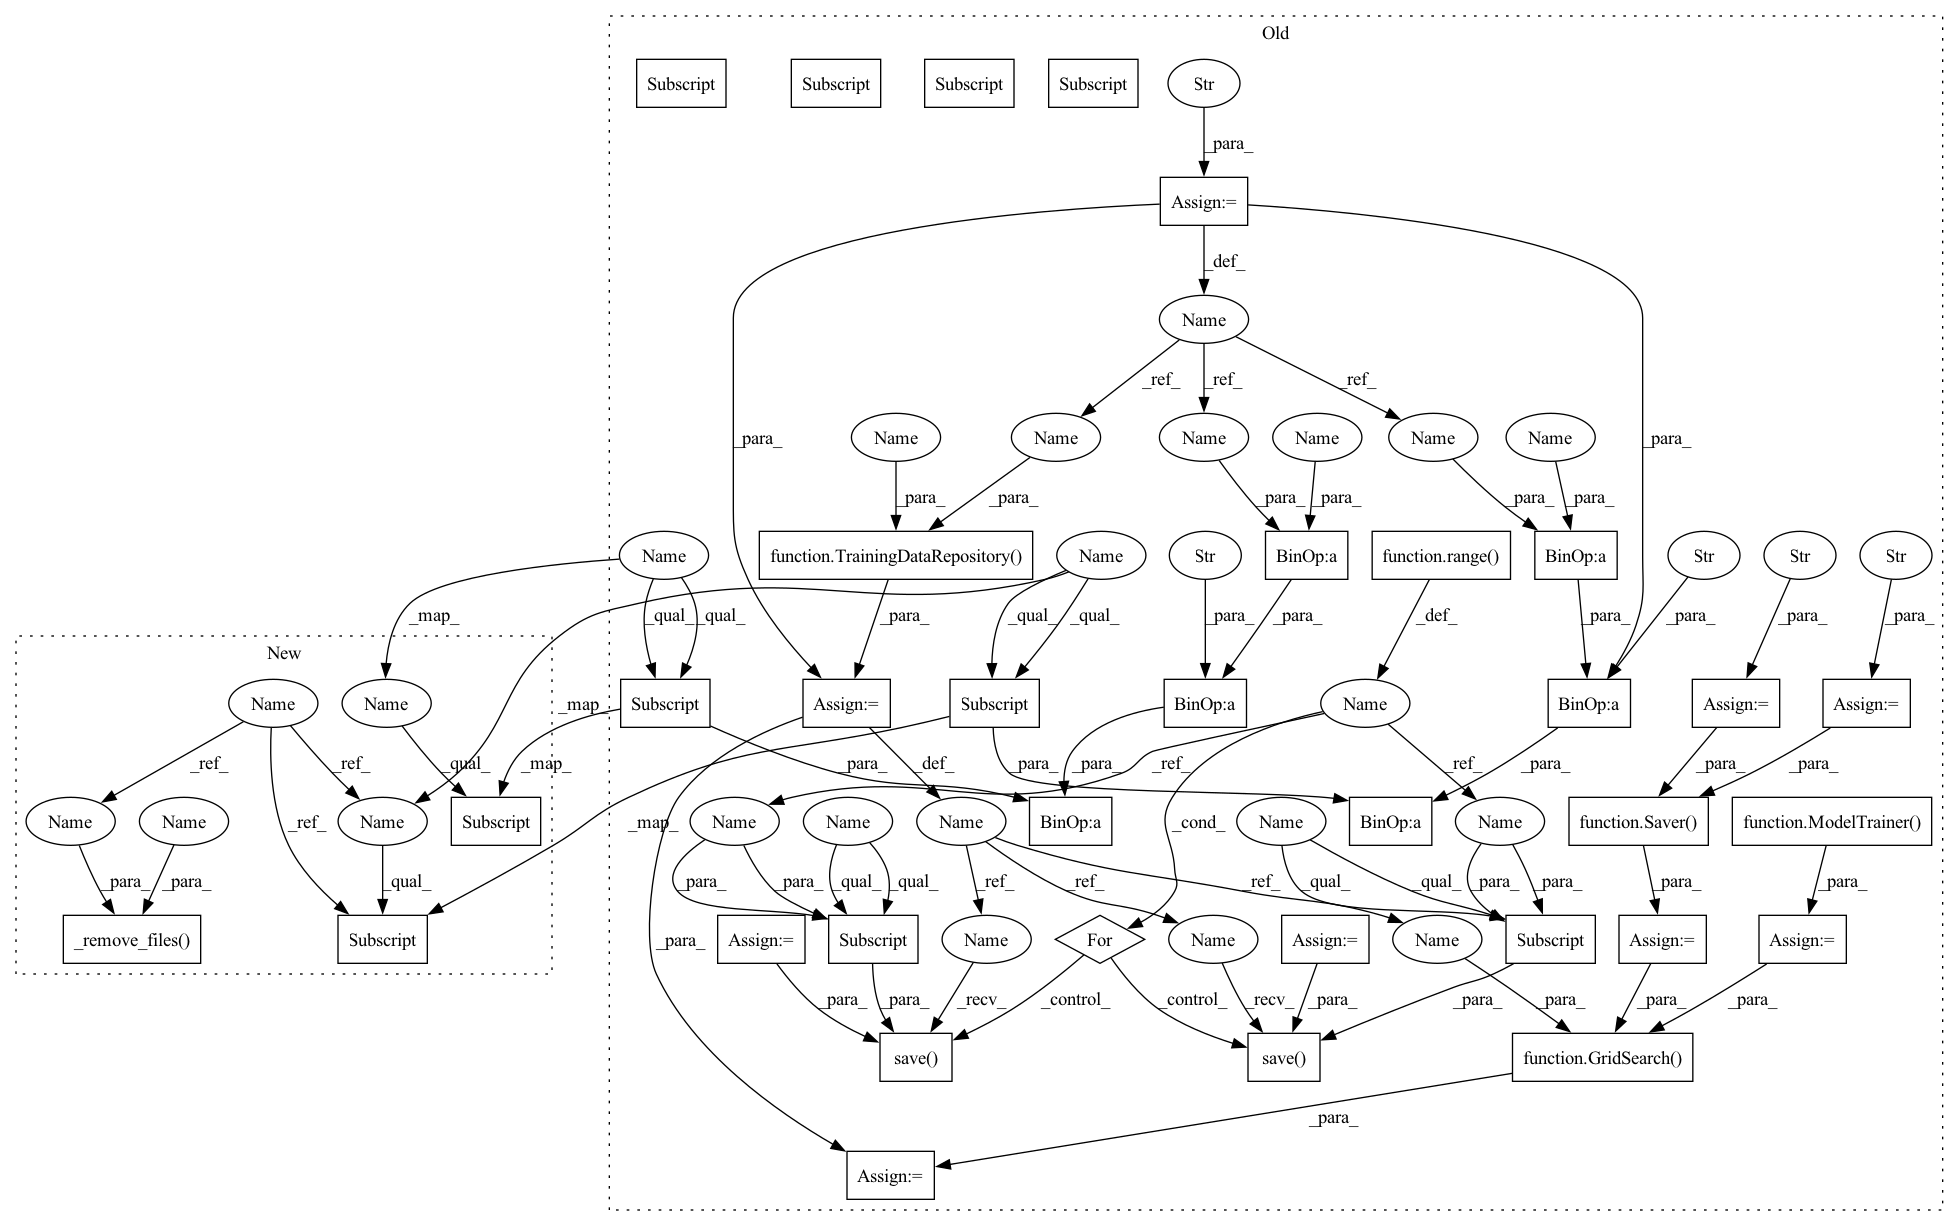 Old
Subscript Subscript Subscript Subscript Str
_para_
Assign:=
_def_
Name
_ref_ _ref_ _ref_
Name Name Name Name Name Name
_para_ _para_
_para_ _para_ _para_ _para_ _para_ _para_
Name function.TrainingDataRepository() Name Str BinOp:a function.range() BinOp:a Str Str Str
_qual_ _qual_ _para_ _qual_ _qual_ _para_ _para_ _def_ _para_ _para_ _para_ _para_
_map_
New
Name Name Subscript Assign:= Subscript BinOp:a Name BinOp:a Assign:= Assign:=
_map_
_ref_ _ref_ _qual_ _map_ _para_ _def_ _para_ _para_ _ref_ _ref_ _para_ _para_ _para_
Name Name Name Subscript Name Name Name BinOp:a BinOp:a Name Name function.Saver() function.ModelTrainer()
_map_ _cond_
_para_ _para_ _ref_ _qual_ _para_ _para_ _qual_ _qual_ _ref_ _ref_ _ref_ _qual_ _qual_ _para_ _para_ _para_ _para_
_remove_files() Subscript Assign:= Subscript Name For Name Assign:= Name Subscript Assign:= Assign:=
_para_
_para_ _para_ _recv_ _control_ _control_ _recv_ _para_ _para_ _para_ _para_ _para_
save() save() function.GridSearch()
_para_
Assign:=